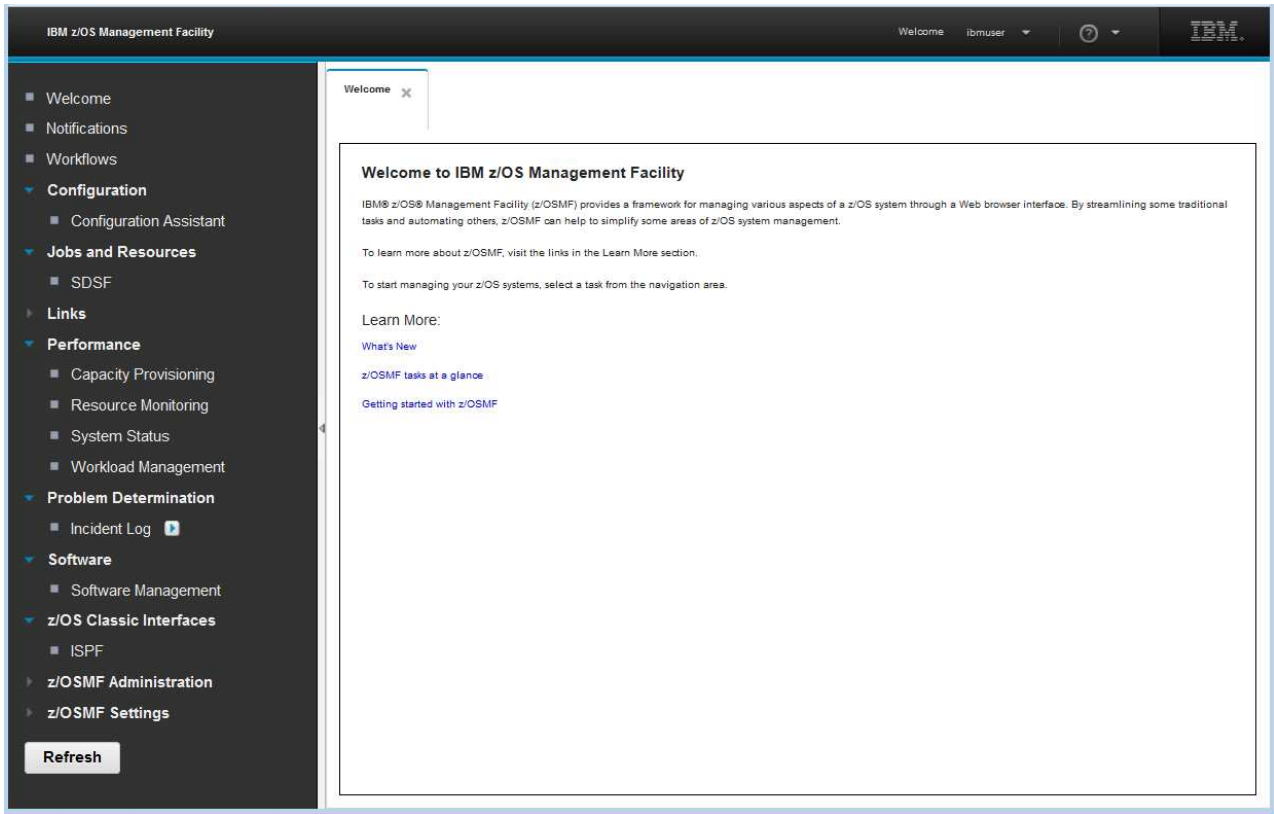 IBM z/OS Management Facility
Welcome ibmuser
?
IBM.
Welcome
Notifications
Workflows
Configuration
Configuration Assistant
Jobs and Resources
SDSF
Links
Performance
Capacity Provisioning
Resource Monitoring
System Status
Workload Management
Problem Determination
Incident Log
Software
Software Management
z/OS Classic Interfaces
ISPF
z/OSMF Administration
z/OSMF Settings
Refresh
Welcome
Welcome to IBM z/OS Management Facility
IBM® z/OS® Management Facility (z/OSMF) provides a framework for managing various aspects of a z/OS system through a Web browser interface. By streamlining some traditional
tasks and automating others, z/OSMF can help to simplify some areas of z/OS system management.
To learn more about z/OSMF, visit the links in the Learn More section.
To start managing your z/OS systems, select a task from the navigation area.
Learn More:
What's New
z/OSMF tasks at a glance
Getting started with z/OSMF